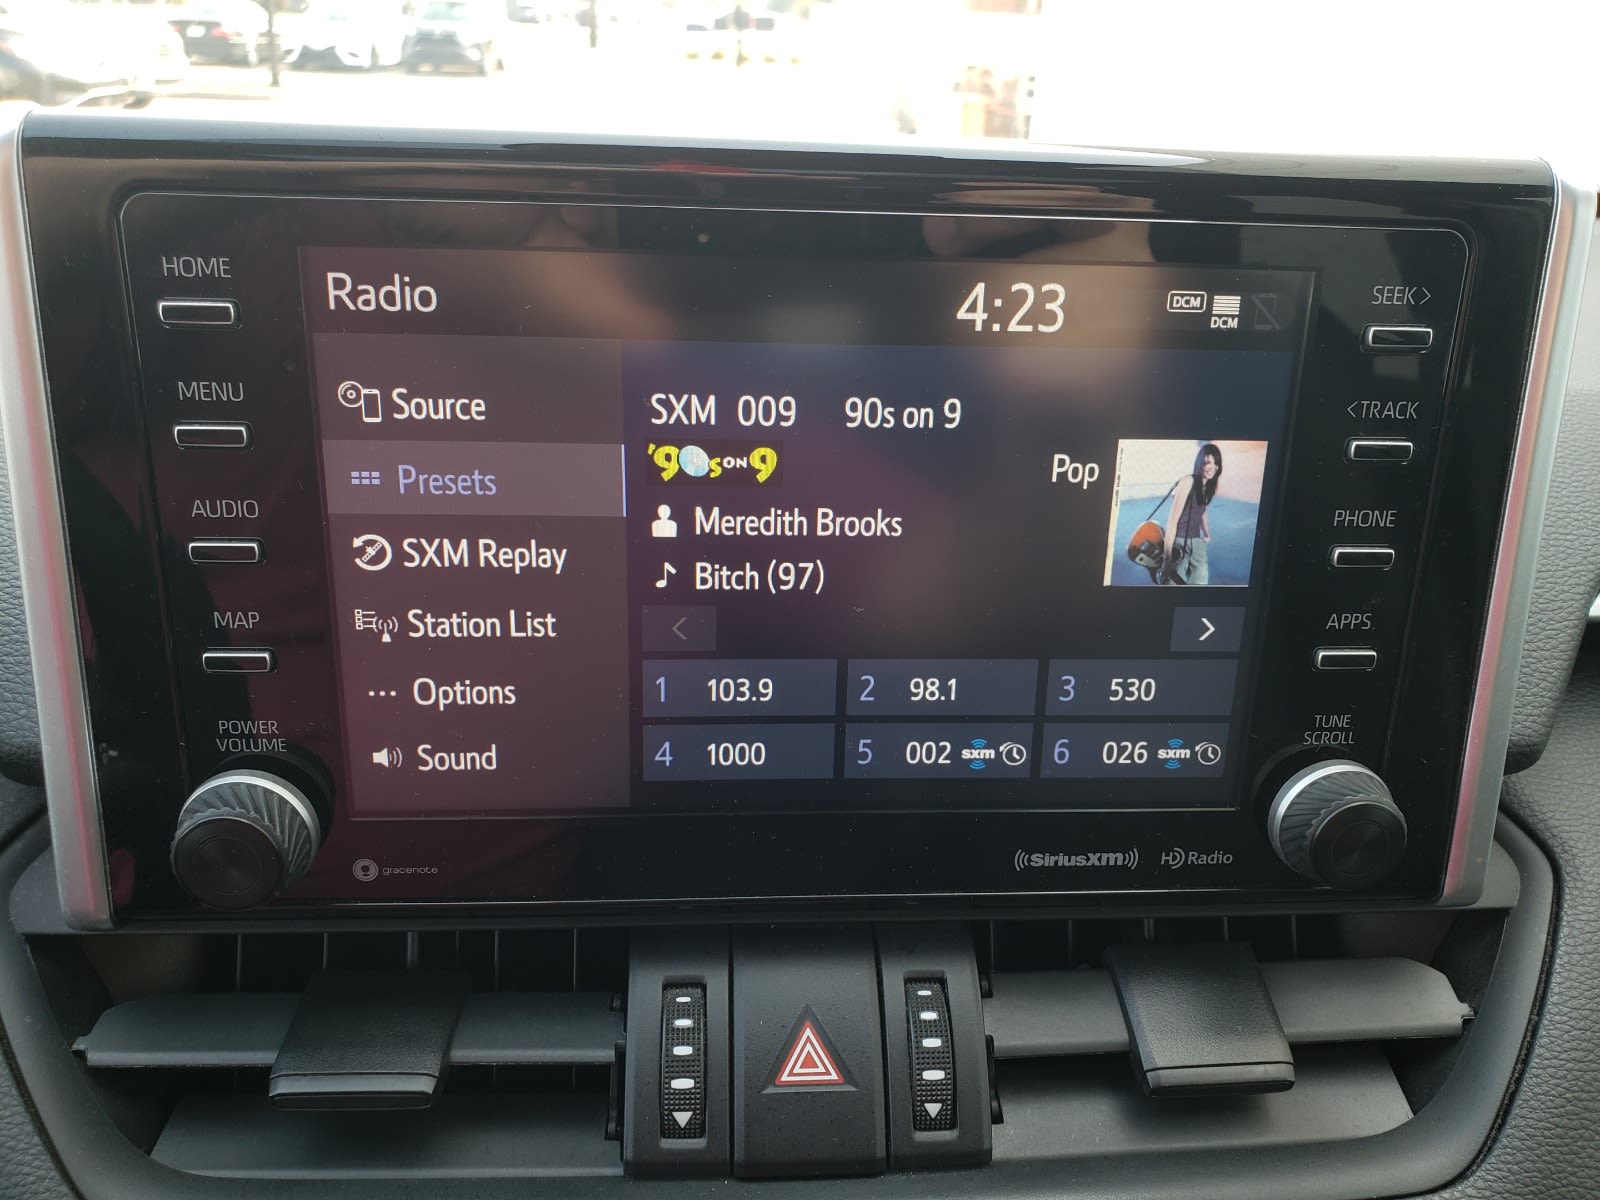 HOME
MENU
AUDIO
MAP
POWER
VOLUME
Radio
4:23
DCM
DCM
Source
Presets
SXM Replay
Station List
Options
Sound
SXM 009 90s on 9
'90s ON 9
Pop
Meredith Brooks
Bitch (97)
1 103.9
2 98.1
3 530
4 1000
5 002 sxm
6 026 sxm
SEEK>
<TRACK
PHONE
APPS
TUNE
SCROLL
gracenote
((SiriusXM))
HD Radio